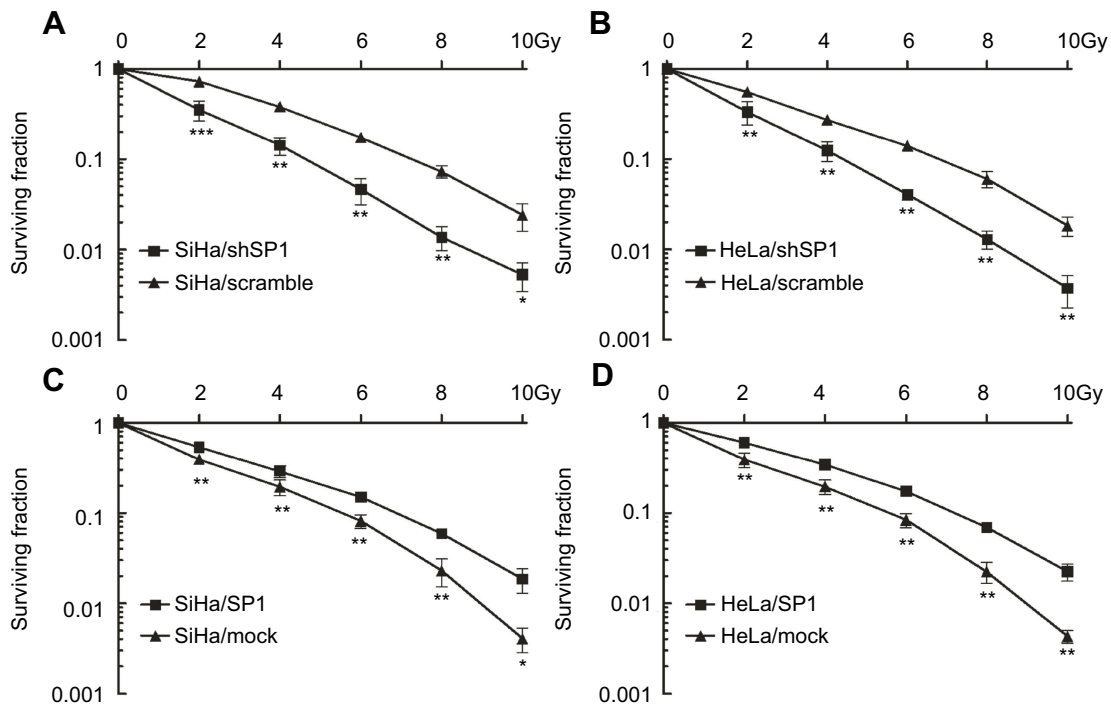 A
0 2 4 6 8 10Gy
1
0.1
0.01
0.001
Surviving fraction
***
**
**
**
*
SiHa/shSP1
SiHa/scramble
B
0 2 4 6 8 10Gy
1
0.1
0.01
0.001
Surviving fraction
**
**
**
**
**
HeLa/shSP1
HeLa/scramble
C
0 2 4 6 8 10Gy
1
0.1
0.01
0.001
Surviving fraction
**
**
**
**
*
SiHa/SP1
SiHa/mock
D
0 2 4 6 8 10Gy
1
0.1
0.01
0.001
Surviving fraction
**
**
**
**
**
HeLa/SP1
HeLa/mock